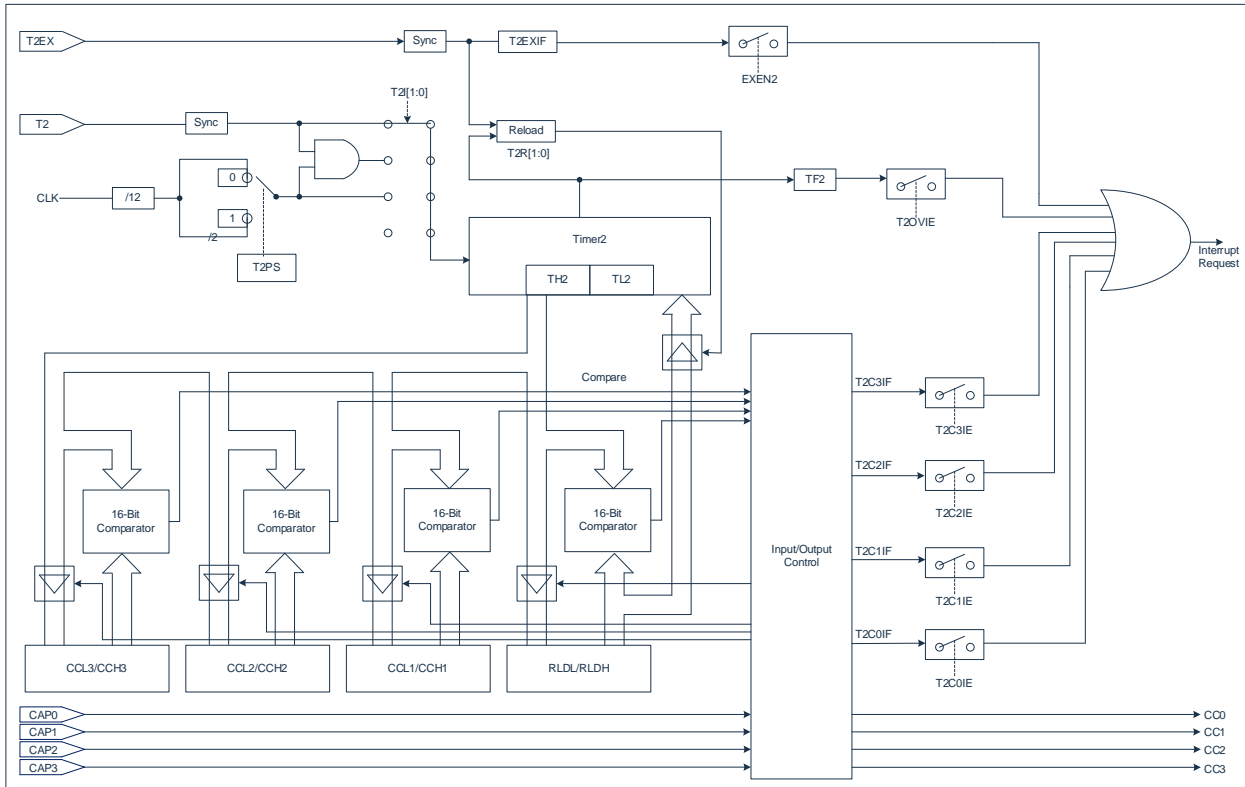 T2EX
Sync
T2EXIF
EXEN2
T2I[1:0]
T2
Sync
Reload
T2R[1:0]
0
CLK
/12
TF2
T2OVIE
1
/2
T2PS
Timer2
TH2
TL2
Interrupt
Request
Compare
T2C3IF
T2C3IE
T2C2IF
T2C2IE
16-Bit
Comparator
16-Bit
Comparator
16-Bit
Comparator
16-Bit
Comparator
Input/Output
Control
T2C1IF
T2C1IE
T2C0IF
T2C0IE
CCL3/CCH3
CCL2/CCH2
CCL1/CCH1
RLDL/RLDH
CAP0
CC0
CAP1
CC1
CAP2
CC2
CAP3
CC3